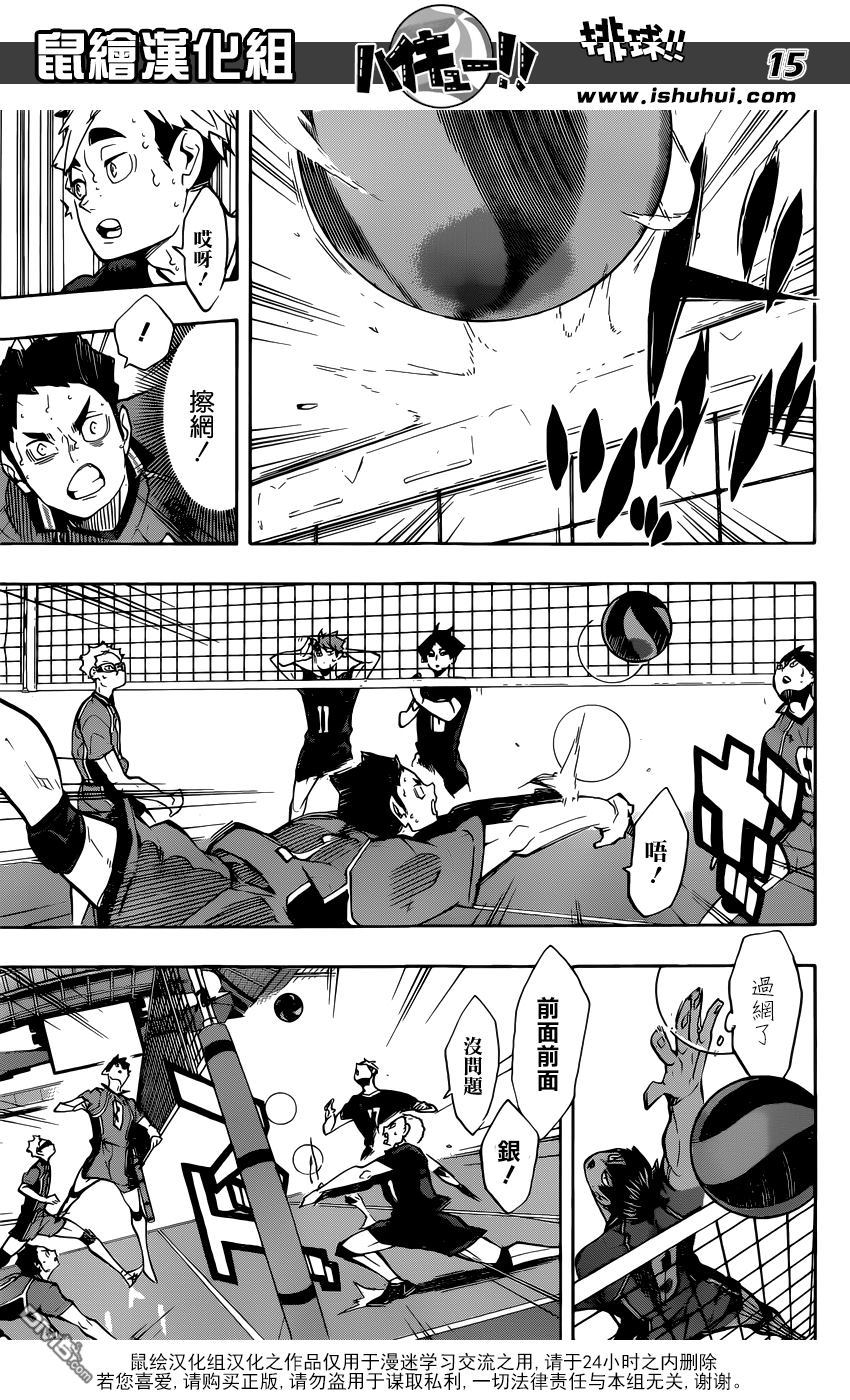 鼠繪漢化組
ハイキュー!!
排球!!
15
www.ishuhui.com
哎呀!
!
擦網!
唔!
過網了
前面前面
沒問題
銀!
11
鼠绘汉化组汉化之作品仅用于漫迷学习交流之用, 请于24小时之内删除
若您喜爱, 请购买正版, 请勿盗用于谋取私利, 一切法律责任与本组无关, 谢谢。